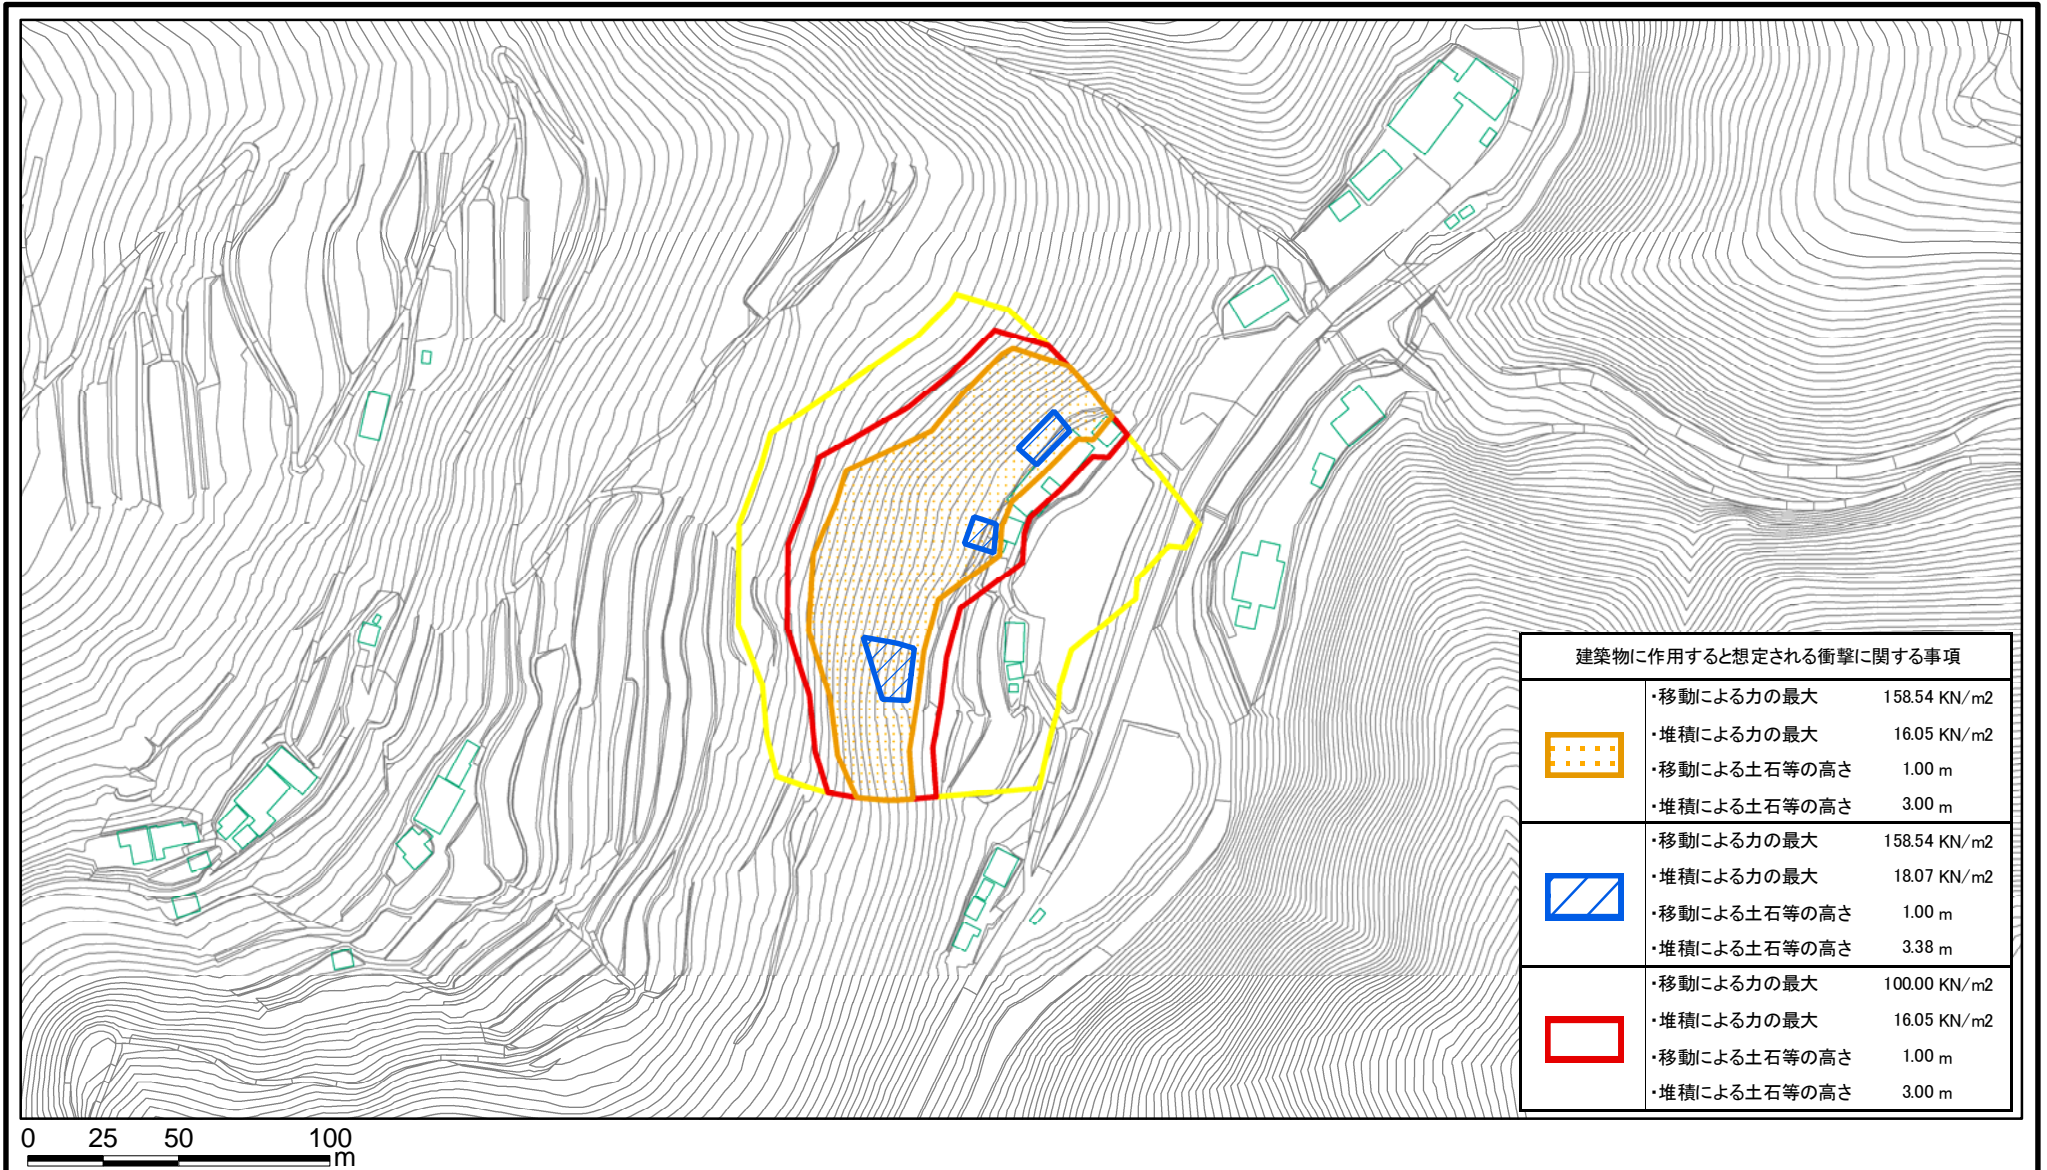 建築物に作用すると想定される衝撃に関する事項
・移動による力の最大 158.54 KN/m2
・堆積による力の最大 16.05 KN/m2
・移動による土石等の高さ 1.00 m
・堆積による土石等の高さ 3.00 m
・移動による力の最大 158.54 KN/m2
・堆積による力の最大 18.07 KN/m2
・移動による土石等の高さ 1.00 m
・堆積による土石等の高さ 3.38 m
・移動による力の最大 100.00 KN/m2
・堆積による力の最大 16.05 KN/m2
・移動による土石等の高さ 1.00 m
・堆積による土石等の高さ 3.00 m
0 25 50 100
m